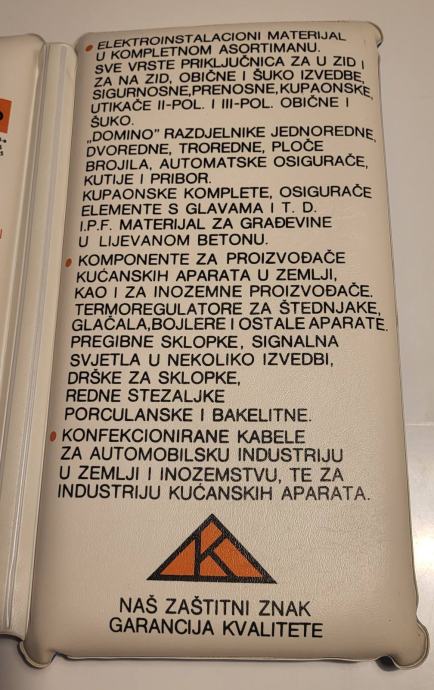 ELEKTROINSTALACIONI MATERIJAL
U KOMPLETNOM ASORTIMANU.
SVE VRSTE PRIKLJUČNICA ZA U ZID I
ZA NA ZID, OBIČNE I ŠUKO IZVEDBE,
SIGURNOSNE,PRENOSNE,KUPAONSKE,
UTIKAČE II-POL. I III-POL. OBIČNE I
ŠUKO.
„DOMINO” RAZDJELNIKE JEDNOREDNE,
DVOREDNE, TROREDNE, PLOČE
BROJILA, AUTOMATSKE OSIGURAČE,
KUTIJE I PRIBOR.
KUPAONSKE KOMPLETE, OSIGURAČE
ELEMENTE S GLAVAMA I T. D.
I.P.F. MATERIJAL ZA GRAĐEVINE
U LIJEVANOM BETONU.
KOMPONENTE ZA PROIZVOĐAČE
KUĆANSKIH APARATA U ZEMLJI,
KAO I ZA INOZEMNE PROIZVOĐAČE.
TERMOREGULATORE ZA ŠTEDNJAKE,
GLAČALA,BOJLERE I OSTALE APARATE.
PREGIBNE SKLOPKE, SIGNALNA
SVJETLA U NEKOLIKO IZVEDBI,
DRŠKE ZA SKLOPKE,
REDNE STEZALJKE
PORCULANSKE I BAKELITNE.
KONFEKCIONIRANE KABELE
ZA AUTOMOBILSKU INDUSTRIJU
U ZEMLJI I INOZEMSTVU, TE ZA
INDUSTRIJU KUĆANSKIH APARATA.
K
NAŠ ZAŠTITNI ZNAK
GARANCIJA KVALITETE